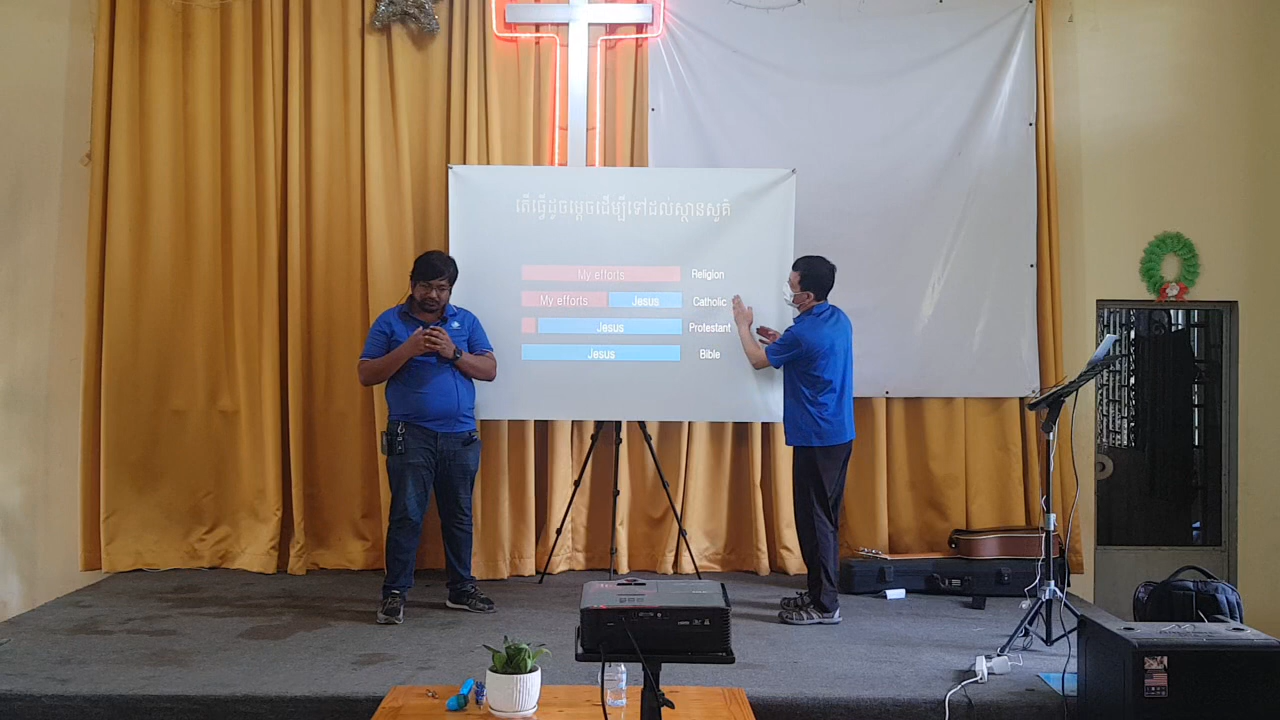 តើធ្វើដូចម្ដេចដើម្បីទៅដល់ស្ថានសួគ៌
My efforts Religion
My efforts Jesus Catholic
Jesus Protestant
Jesus Bible